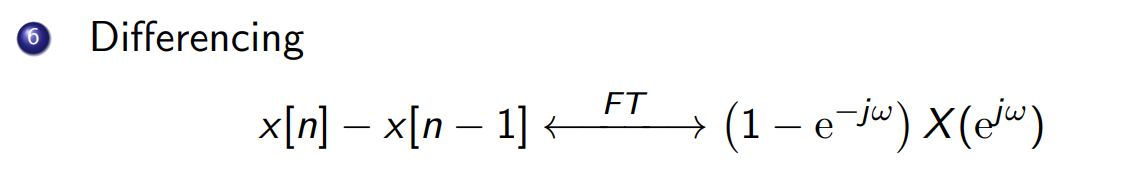 6 Differencing
x[n] − x[n − 1] ⟷^{FT} (1 − e^{−jω}) X(e^{jω})